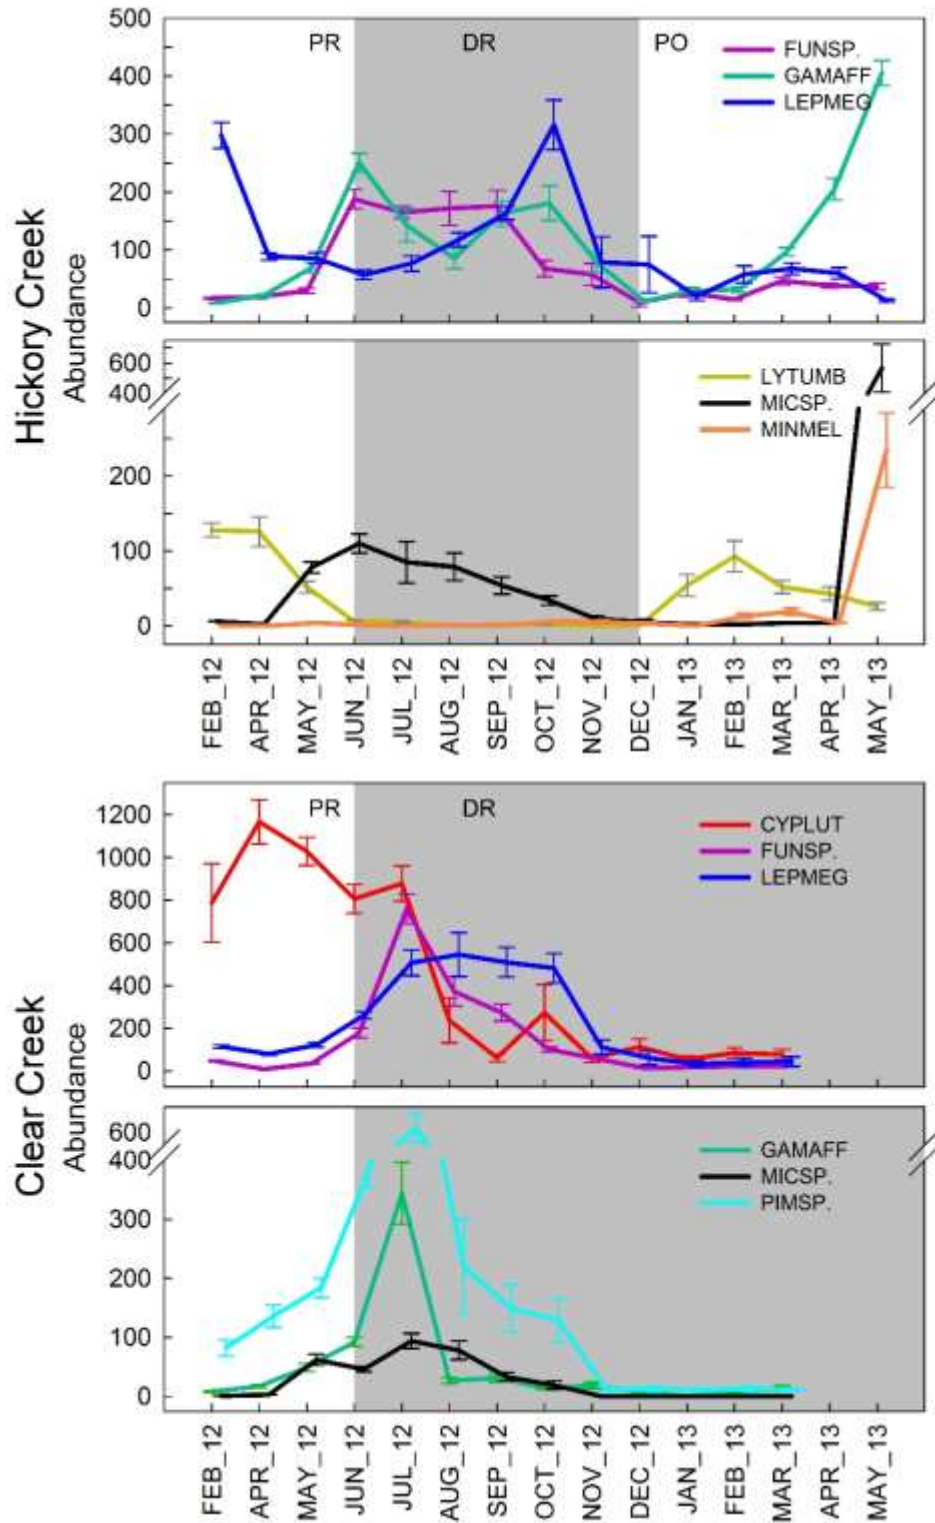 Hickory Creek
Abundance
500
400
300
200
100
0
PR
DR
PO
FUNSP.
GAMAFF
LEPMEG
600
400
200
100
0
LYTUMB
MICSP.
MINMEL
FEB_12
APR_12
MAY_12
JUN_12
JUL_12
AUG_12
SEP_12
OCT_12
NOV_12
DEC_12
JAN_13
FEB_13
MAR_13
APR_13
MAY_13
Clear Creek
Abundance
1200
1000
800
600
400
200
0
PR
DR
CYPLUT
FUNSP.
LEPMEG
600
400
300
200
100
0
GAMAFF
MICSP.
PIMSP.
FEB_12
APR_12
MAY_12
JUN_12
JUL_12
AUG_12
SEP_12
OCT_12
NOV_12
DEC_12
JAN_13
FEB_13
MAR_13
APR_13
MAY_13